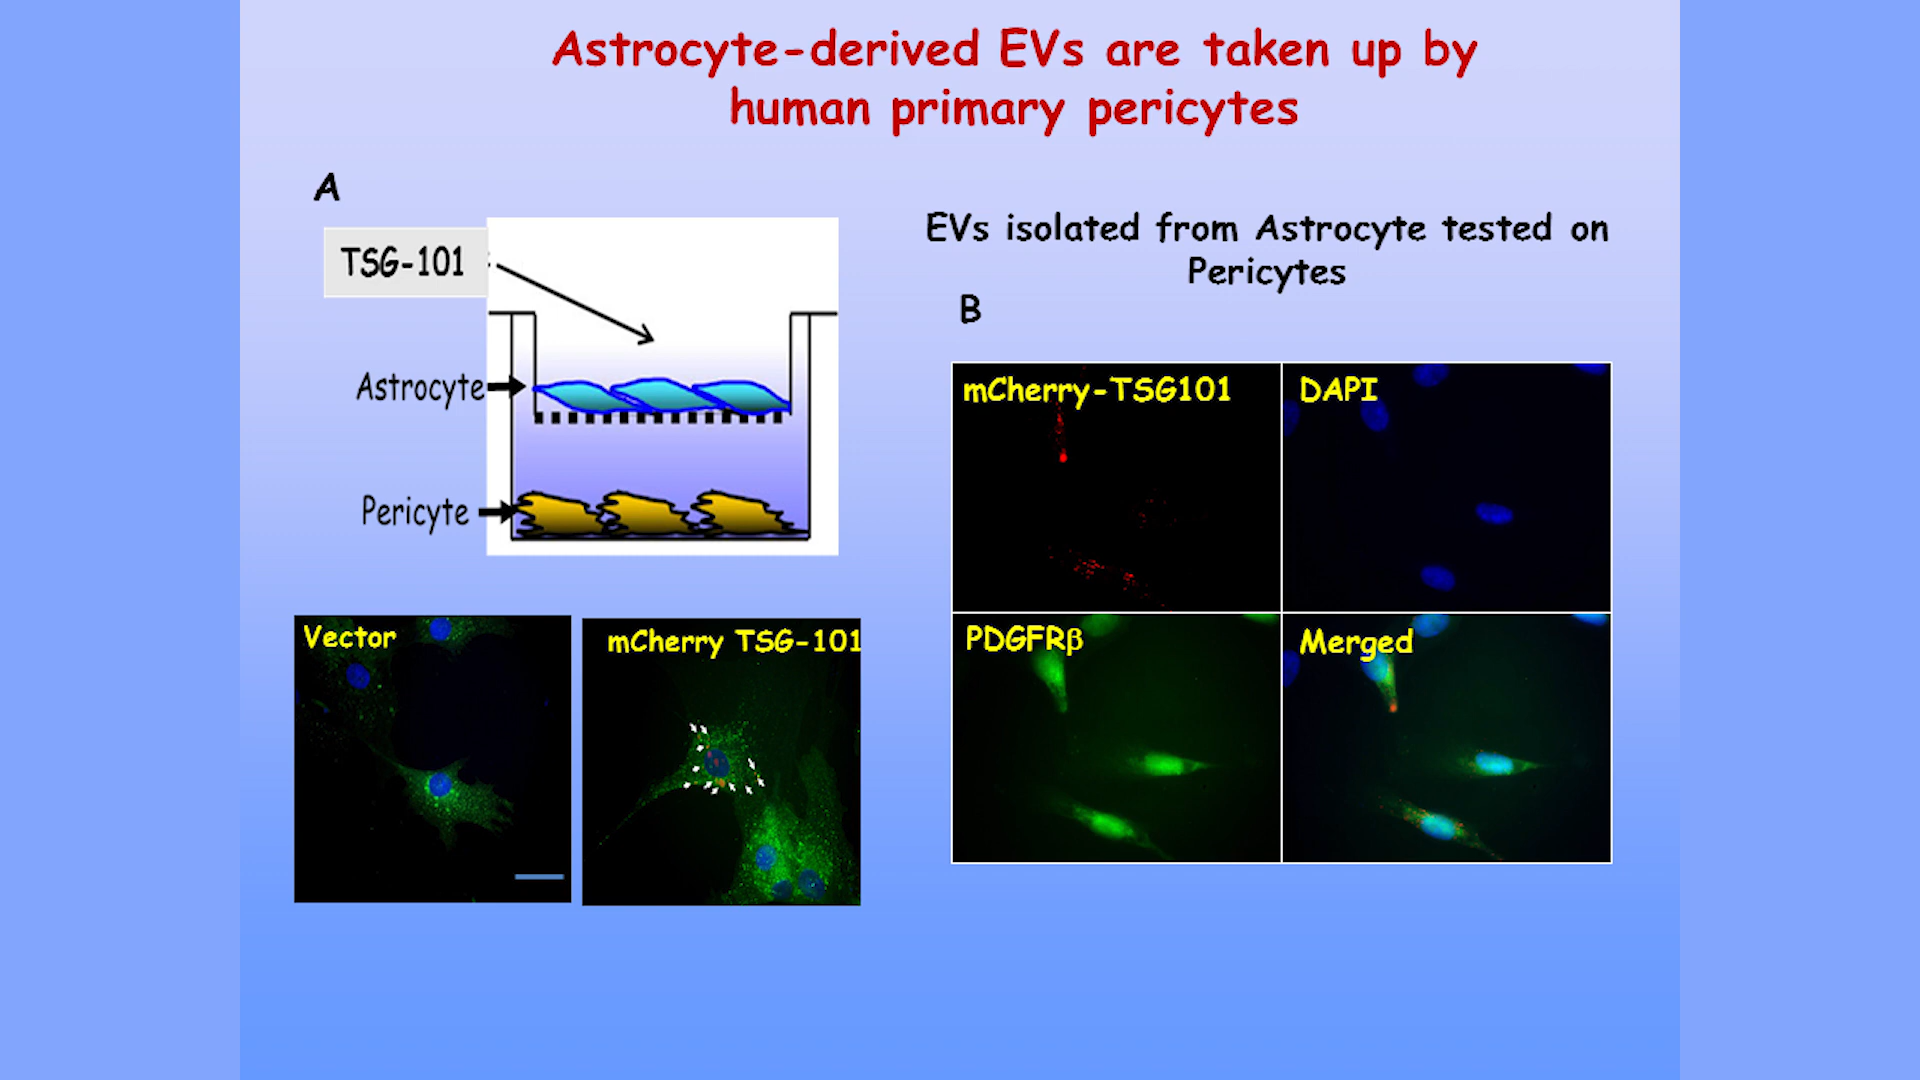 Astrocyte-derived EVs are taken up by
human primary pericytes
A
TSG-101
Astrocyte
Pericyte
Vector
mCherry TSG-101
EVs isolated from Astrocyte tested on
Pericytes
B
mCherry-TSG101
DAPI
PDGFRβ
Merged